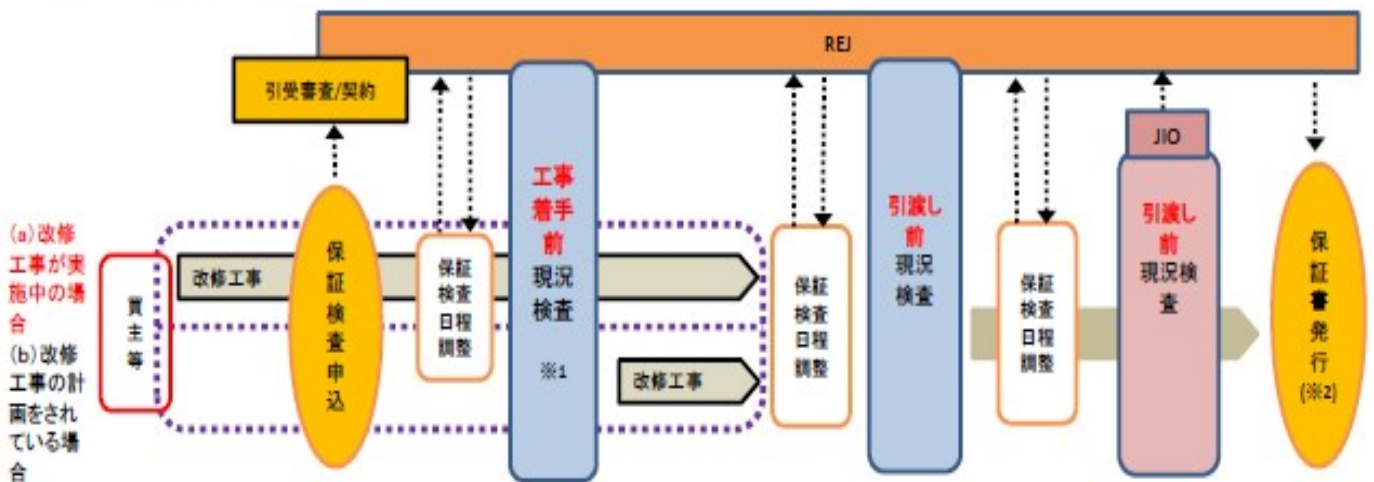 REJ
引受審査/契約
JIO
(a)改修
工事が実
施中の場
合
(b)改修
工事の計
画をされ
ている場
合
買主等
改修工事
改修工事
保証検査申込
保証
検査
日程
調整
工事
着手
前
現況
検査
※1
保証
検査
日程
調整
引渡し
前
現況
検査
保証
検査
日程
調整
引渡し
前
現況検
査
保証書発行
(※2)